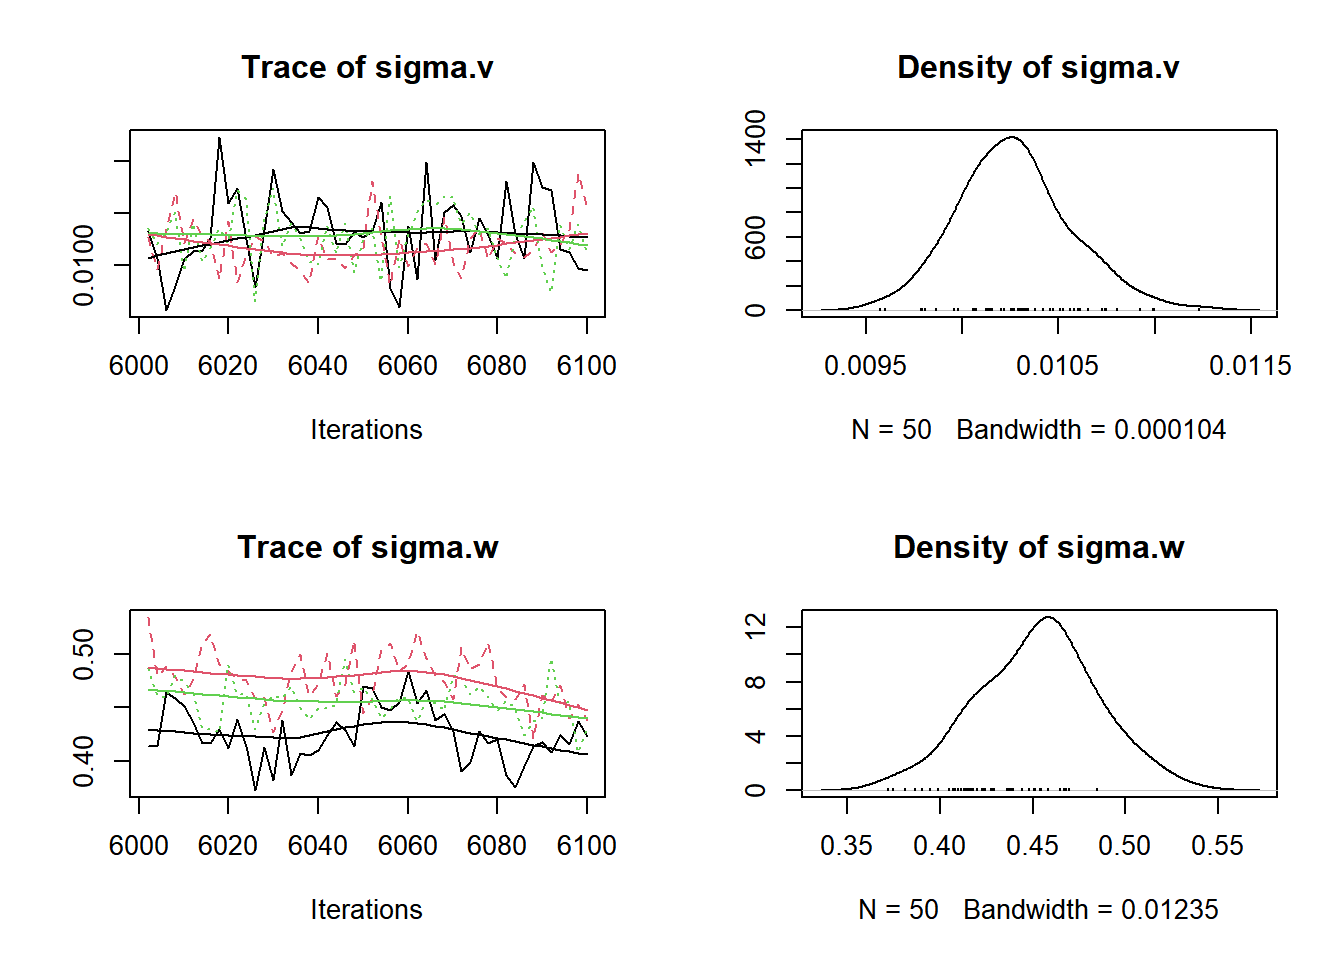 Trace of sigma.v
0.0100
6000 6020 6040 6060 6080 6100
Iterations
Density of sigma.v
0 600 1400
0.0095 0.0105 0.0115
N = 50 Bandwidth = 0.000104
Trace of sigma.w
0.40 0.50
6000 6020 6040 6060 6080 6100
Iterations
Density of sigma.w
0 4 8 12
0.35 0.40 0.45 0.50 0.55
N = 50 Bandwidth = 0.01235